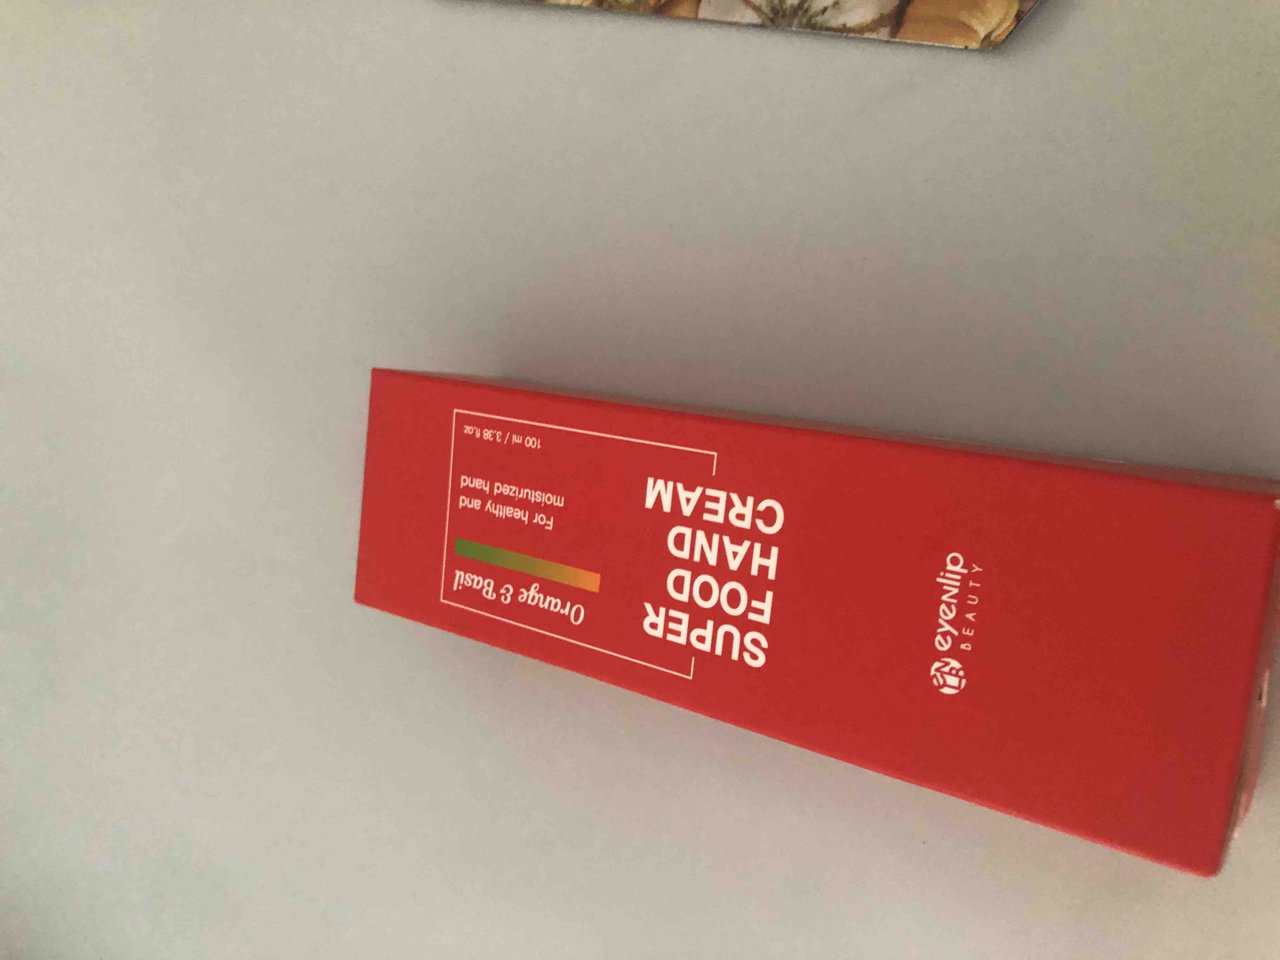 eyeNlip
BEAUTY
SUPER
FOOD
HAND
CREAM
Orange & Basil
For healthy and
moisturized hand
100 ml / 3.38 fl.oz